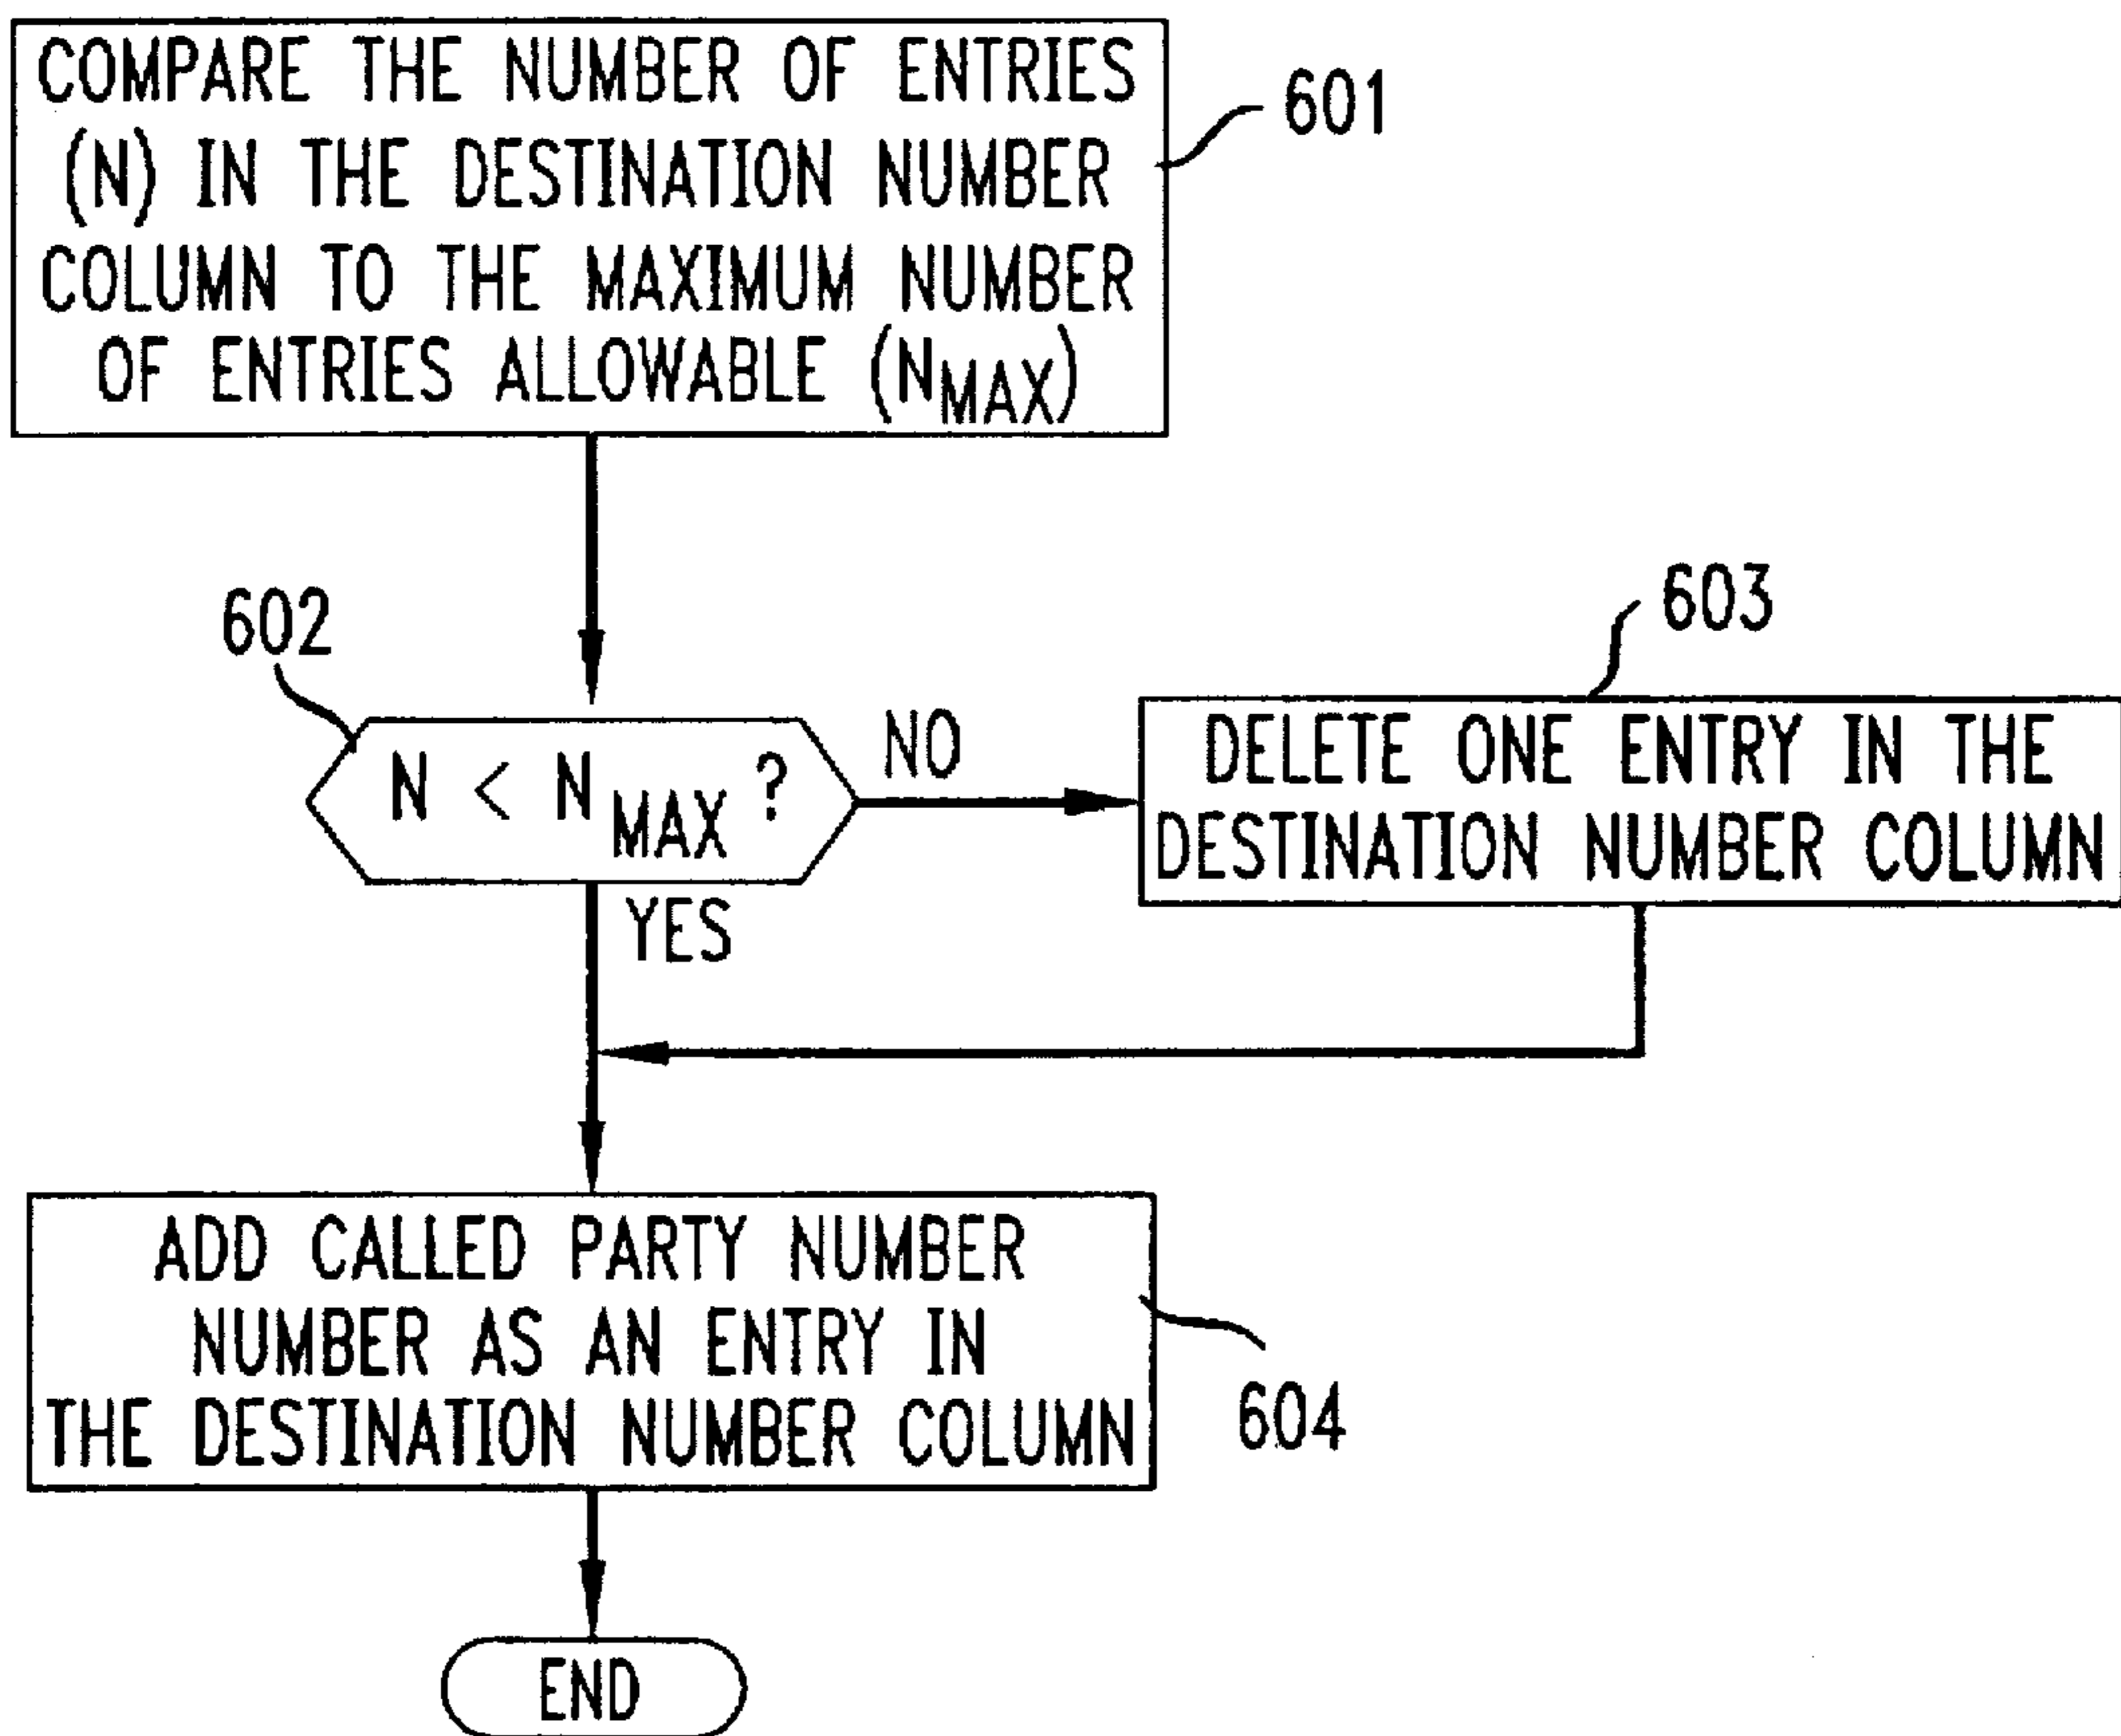 COMPARE THE NUMBER OF ENTRIES
(N) IN THE DESTINATION NUMBER
COLUMN TO THE MAXIMUM NUMBER
OF ENTRIES ALLOWABLE (NMAX)
601
602
N < NMAX ?
NO
603
DELETE ONE ENTRY IN THE
DESTINATION NUMBER COLUMN
YES
ADD CALLED PARTY NUMBER
NUMBER AS AN ENTRY IN
THE DESTINATION NUMBER COLUMN
604
END